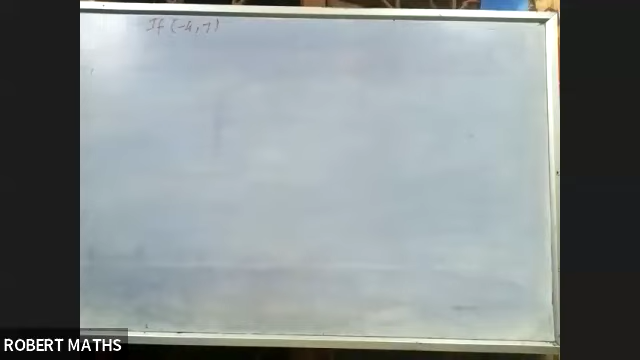 If (-4, 7)
ROBERT MATHS